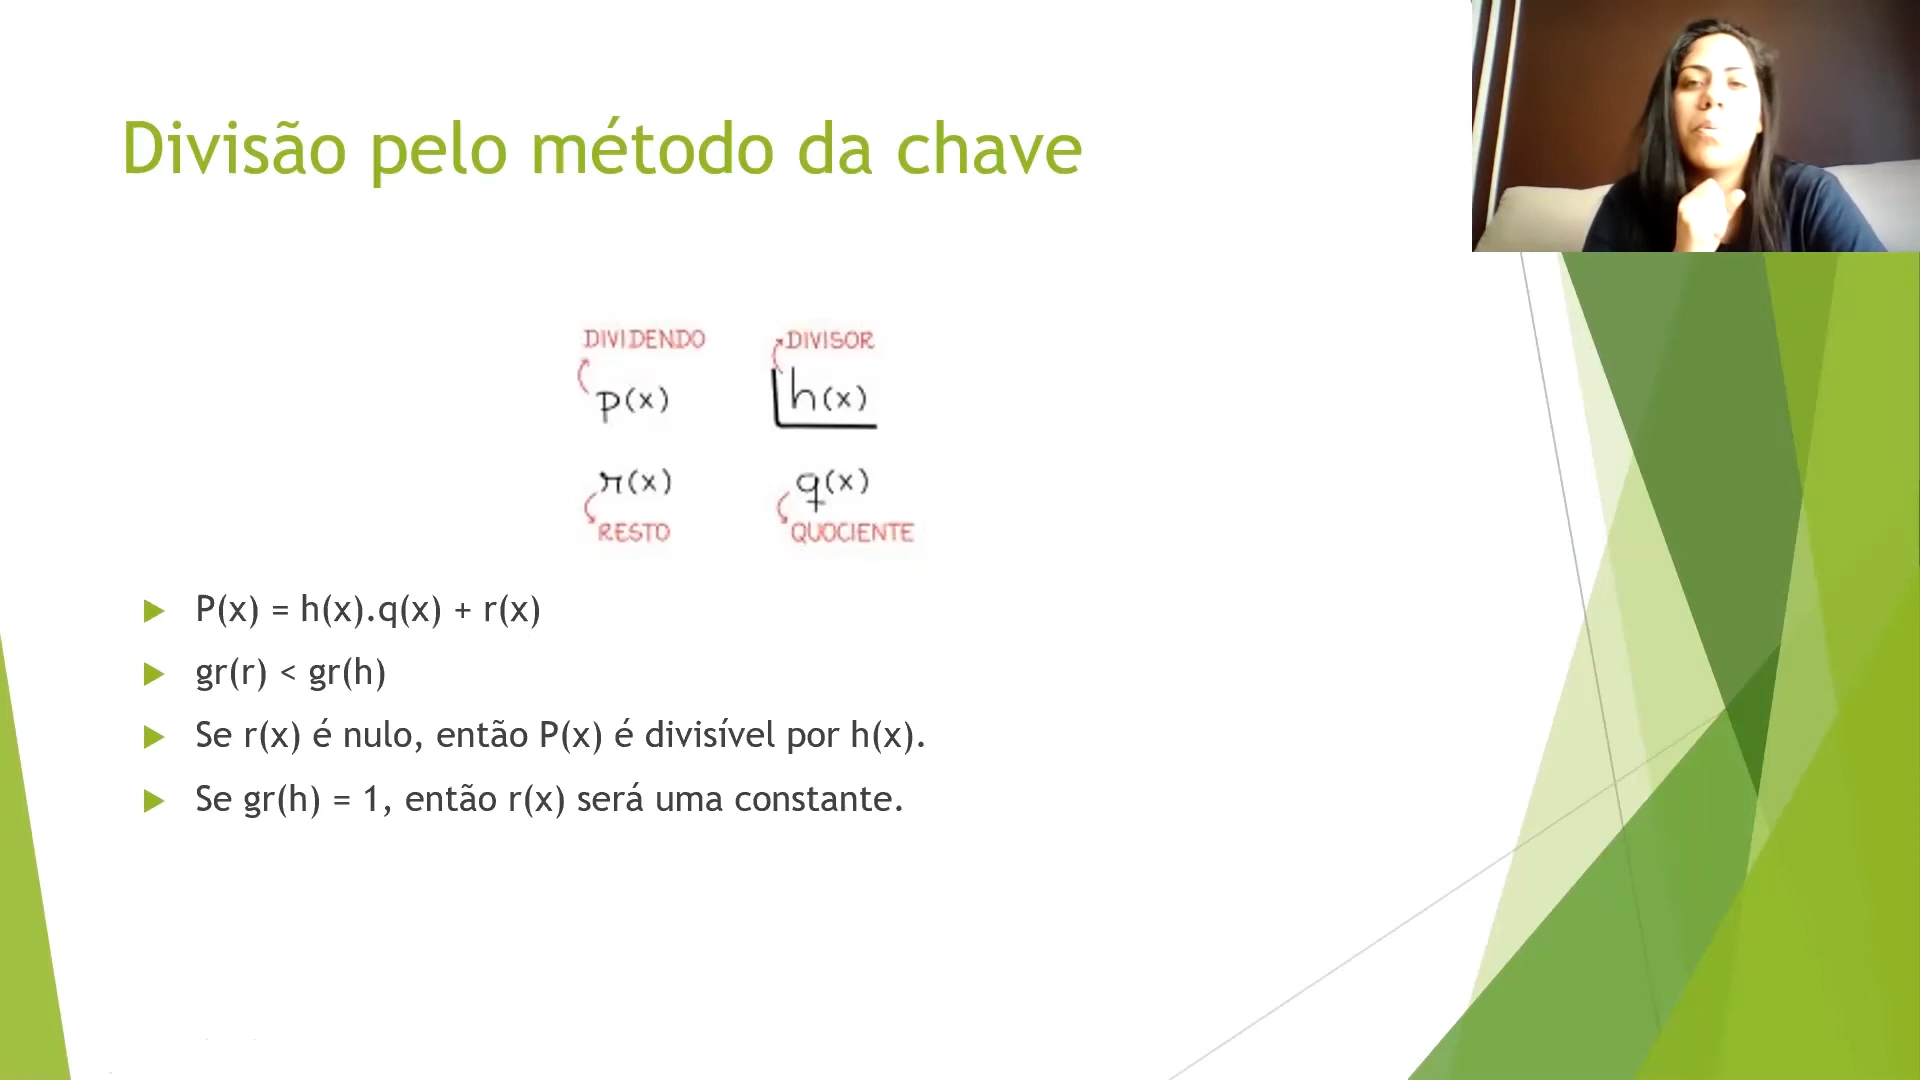 Divisão pelo método da chave
DIVIDENDO DIVISOR
p(x) h(x)
r(x) q(x)
RESTO QUOCIENTE
P(x) = h(x).q(x) + r(x)
gr(r) < gr(h)
Se r(x) é nulo, então P(x) é divisível por h(x).
Se gr(h) = 1, então r(x) será uma constante.